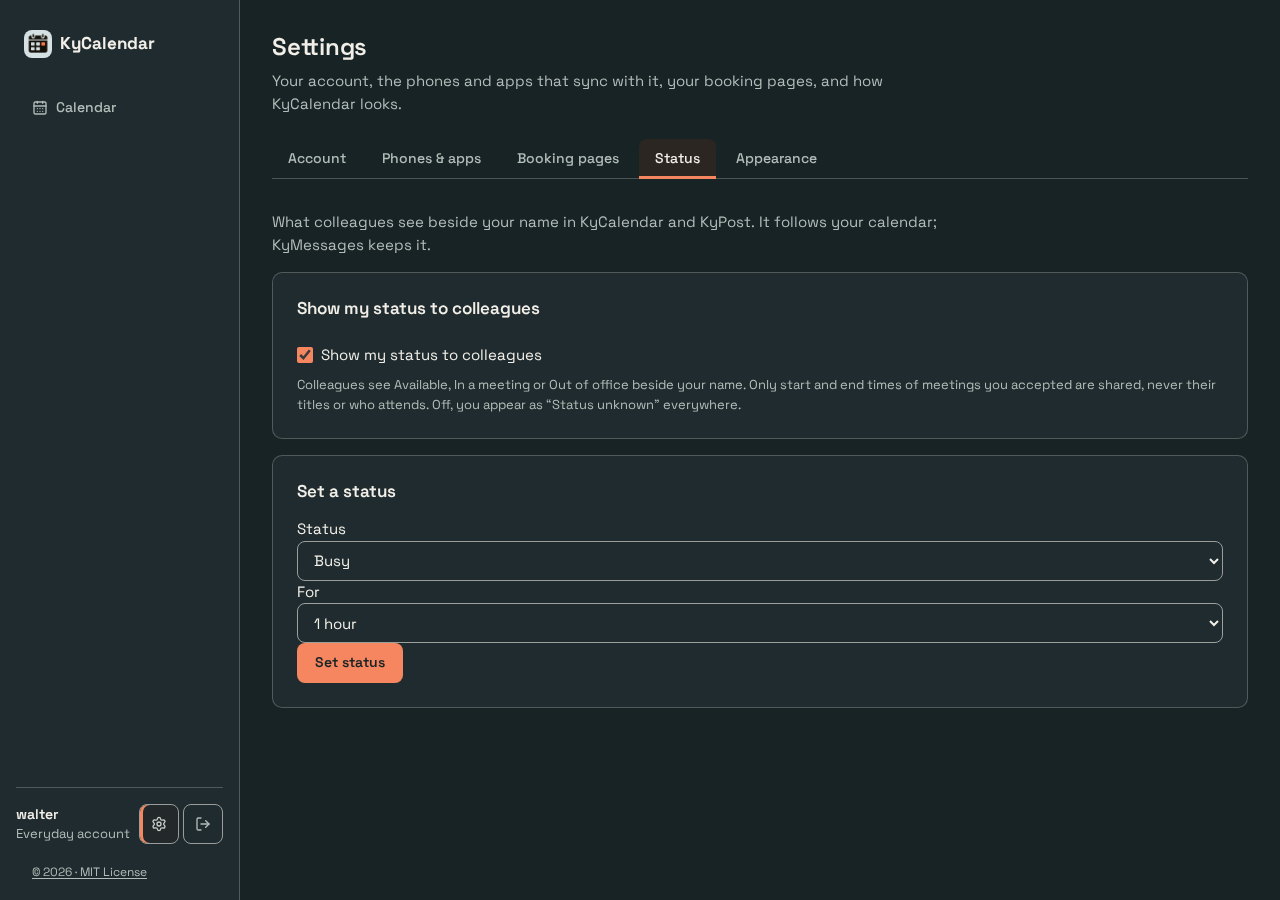 KyCalendar
Calendar
Settings
Your account, the phones and apps that sync with it, your booking pages, and how
KyCalendar looks.
Account Phones & apps Booking pages Status Appearance
What colleagues see beside your name in KyCalendar and KyPost. It follows your calendar;
KyMessages keeps it.
Show my status to colleagues
Show my status to colleagues
Colleagues see Available, In a meeting or Out of office beside your name. Only start and end times of meetings you accepted are shared, never their
titles or who attends. Off, you appear as “Status unknown” everywhere.
Set a status
Status
Busy
For
1 hour
Set status
walter
Everyday account
© 2026 · MIT License